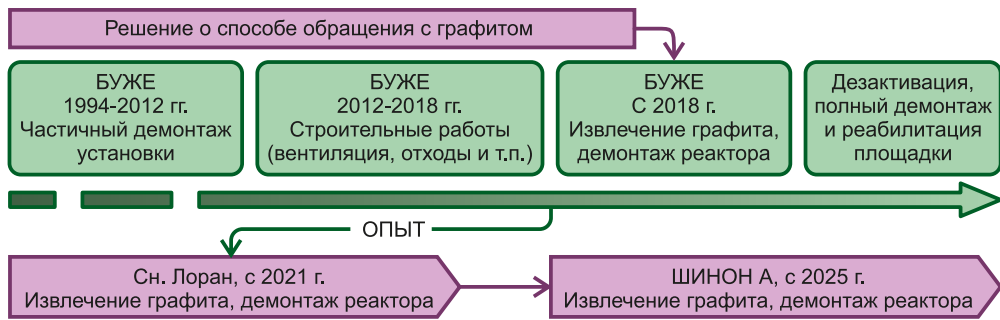 Решение о способе обращения с графитом
БУЖЕ
1994-2012 гг.
Частичный демонтаж
установки
БУЖЕ
2012-2018 гг.
Строительные работы
(вентиляция, отходы и т.п.)
БУЖЕ
С 2018 г.
Извлечение графита,
демонтаж реактора
Дезактивация,
полный демонтаж
и реабилитация
площадки
ОПЫТ
Сн. Лоран, с 2021 г.
Извлечение графита, демонтаж реактора
ШИНОН А, с 2025 г.
Извлечение графита, демонтаж реактора